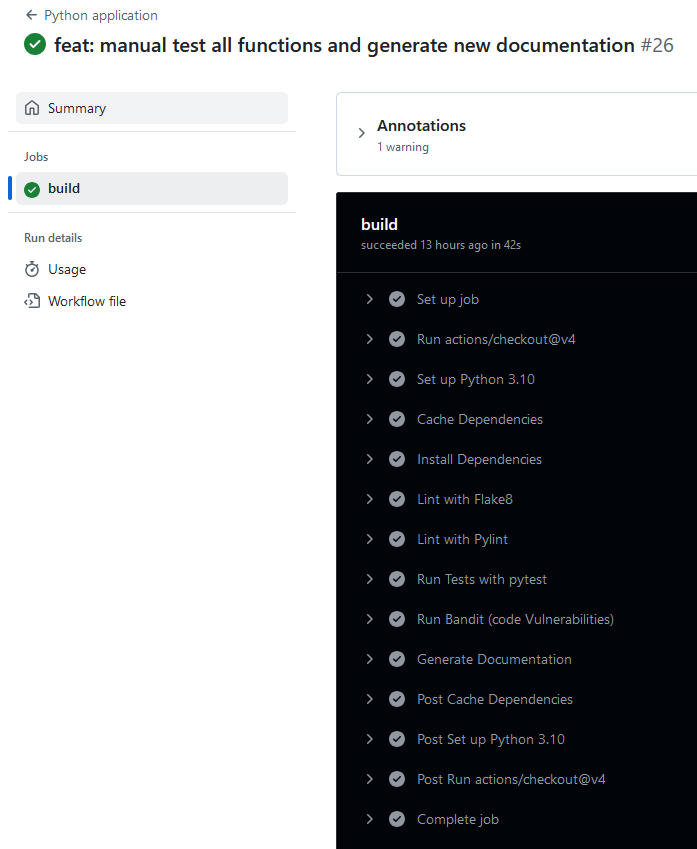 Python application
feat: manual test all functions and generate new documentation #26
Summary
Jobs
build
Run details
Usage
Workflow file
Annotations
1 warning
build
succeeded 13 hours ago in 42s
Set up job
Run actions/checkout@v4
Set up Python 3.10
Cache Dependencies
Install Dependencies
Lint with Flake8
Lint with Pylint
Run Tests with pytest
Run Bandit (code Vulnerabilities)
Generate Documentation
Post Cache Dependencies
Post Set up Python 3.10
Post Run actions/checkout@v4
Complete job